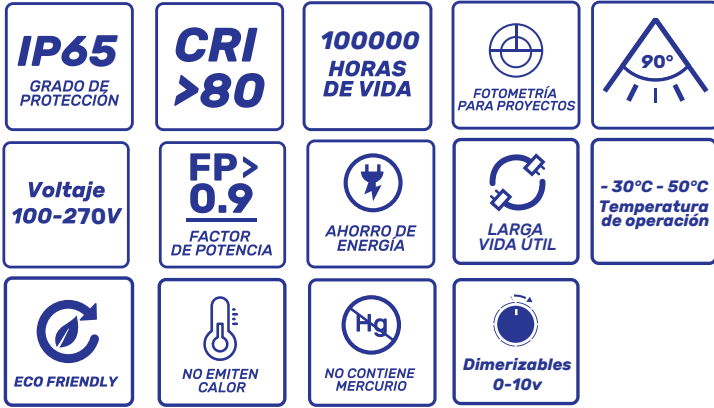 IP65
GRADO DE
PROTECCIÓN
CRI
>80
100000
HORAS
DE VIDA
FOTOMETRÍA
PARA PROYECTOS
90°
Voltaje
100-270V
FP>
0.9
FACTOR
DE POTENCIA
AHORRO DE
ENERGÍA
LARGA
VIDA ÚTIL
- 30°C - 50°C
Temperatura
de operación
ECO FRIENDLY
NO EMITEN
CALOR
Hg
NO CONTIENE
MERCURIO
Dimerizables
0-10v